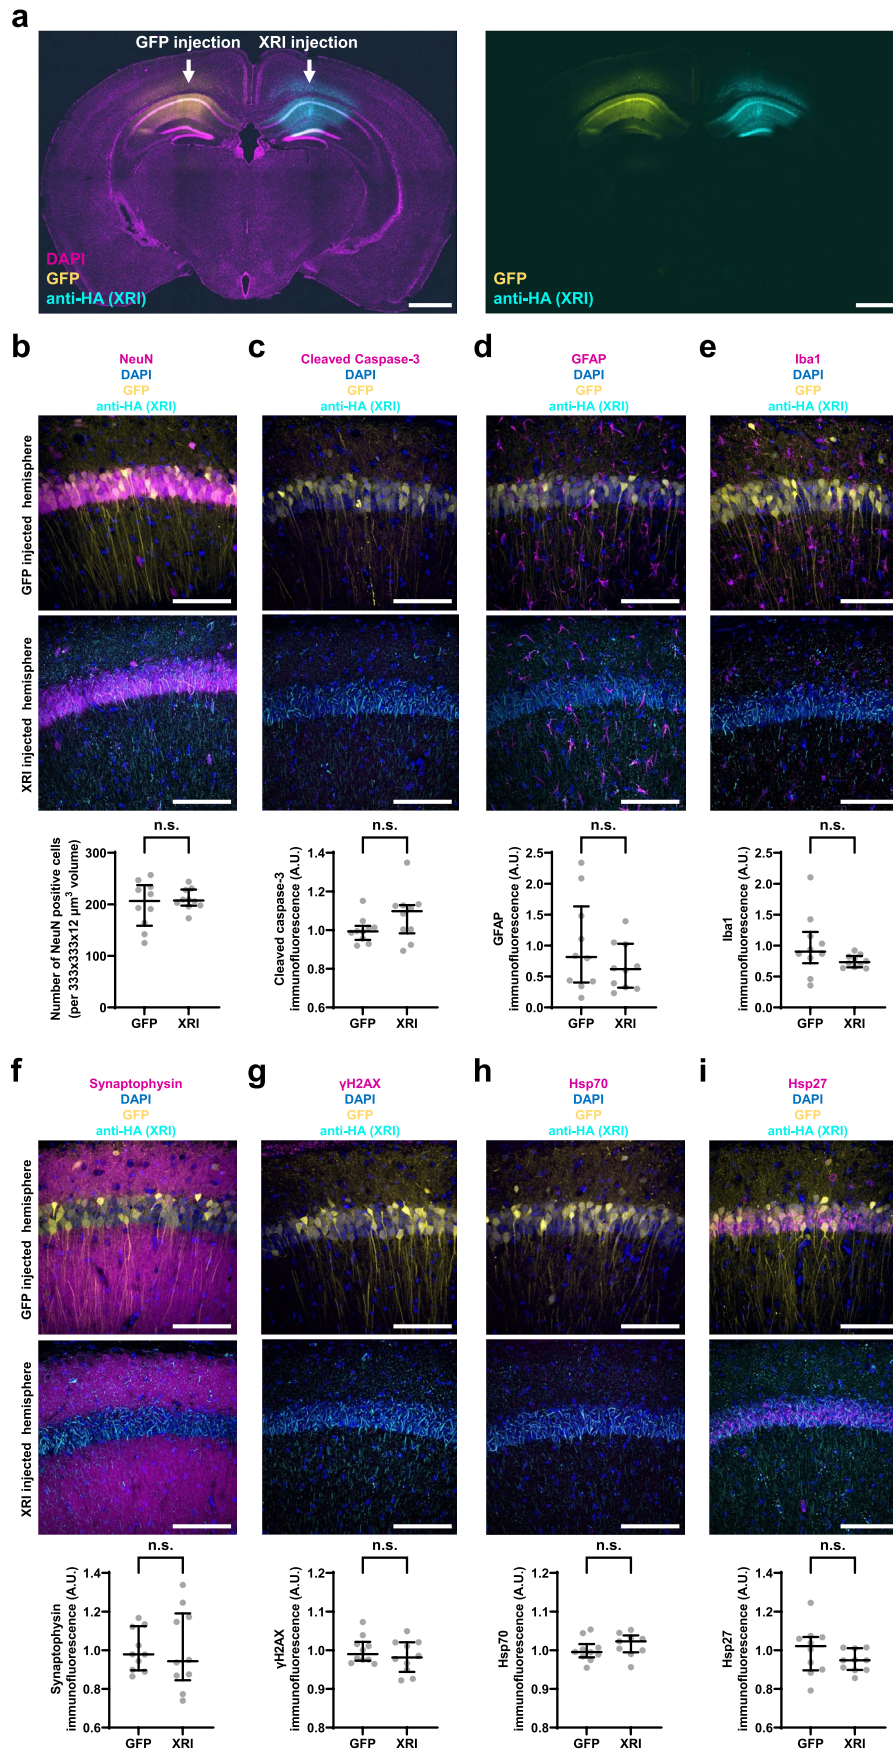 a
GFP injection XRI injection
DAPI
GFP
anti-HA (XRI)
GFP
anti-HA (XRI)
b
NeuN
DAPI
GFP
anti-HA (XRI)
c
Cleaved Caspase-3
DAPI
GFP
anti-HA (XRI)
d
GFAP
DAPI
GFP
anti-HA (XRI)
e
Iba1
DAPI
GFP
anti-HA (XRI)
GFP injected hemisphere
XRI injected hemisphere
n.s.
Number of NeuN positive cells
(per 333x333x12 μm³ volume)
300
200
100
0
GFP XRI
n.s.
Cleaved caspase-3
immunofluorescence (A.U.)
1.4
1.2
1.0
0.8
0.6
GFP XRI
n.s.
GFAP
immunofluorescence (A.U.)
2.5
2.0
1.5
1.0
0.5
0.0
GFP XRI
n.s.
Iba1
immunofluorescence (A.U.)
2.5
2.0
1.5
1.0
0.5
0.0
GFP XRI
f
Synaptophysin
DAPI
GFP
anti-HA (XRI)
g
γH2AX
DAPI
GFP
anti-HA (XRI)
h
Hsp70
DAPI
GFP
anti-HA (XRI)
i
Hsp27
DAPI
GFP
anti-HA (XRI)
GFP injected hemisphere
XRI injected hemisphere
n.s.
Synaptophysin
immunofluorescence (A.U.)
1.4
1.2
1.0
0.8
0.6
GFP XRI
n.s.
γH2AX
immunofluorescence (A.U.)
1.2
1.1
1.0
0.9
0.8
GFP XRI
n.s.
Hsp70
immunofluorescence (A.U.)
1.2
1.1
1.0
0.9
0.8
GFP XRI
n.s.
Hsp27
immunofluorescence (A.U.)
1.4
1.2
1.0
0.8
0.6
GFP XRI